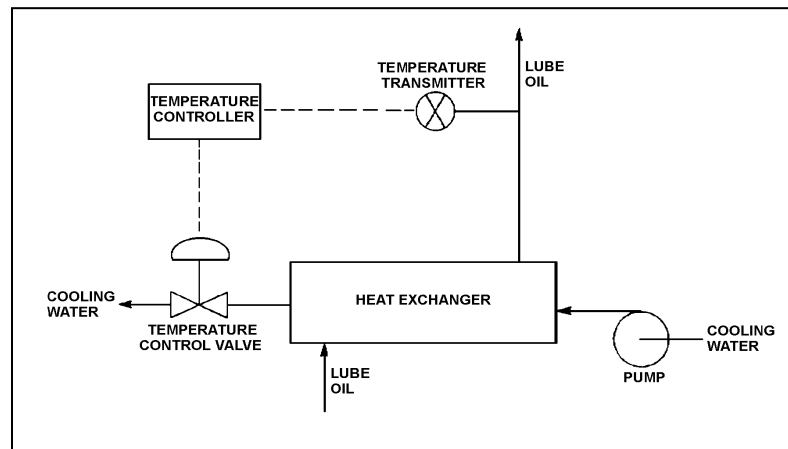 LUBE
OIL
TEMPERATURE
TRANSMITTER
TEMPERATURE
CONTROLLER
HEAT EXCHANGER
COOLING
WATER
TEMPERATURE
CONTROL VALVE
COOLING
WATER
PUMP
LUBE
OIL